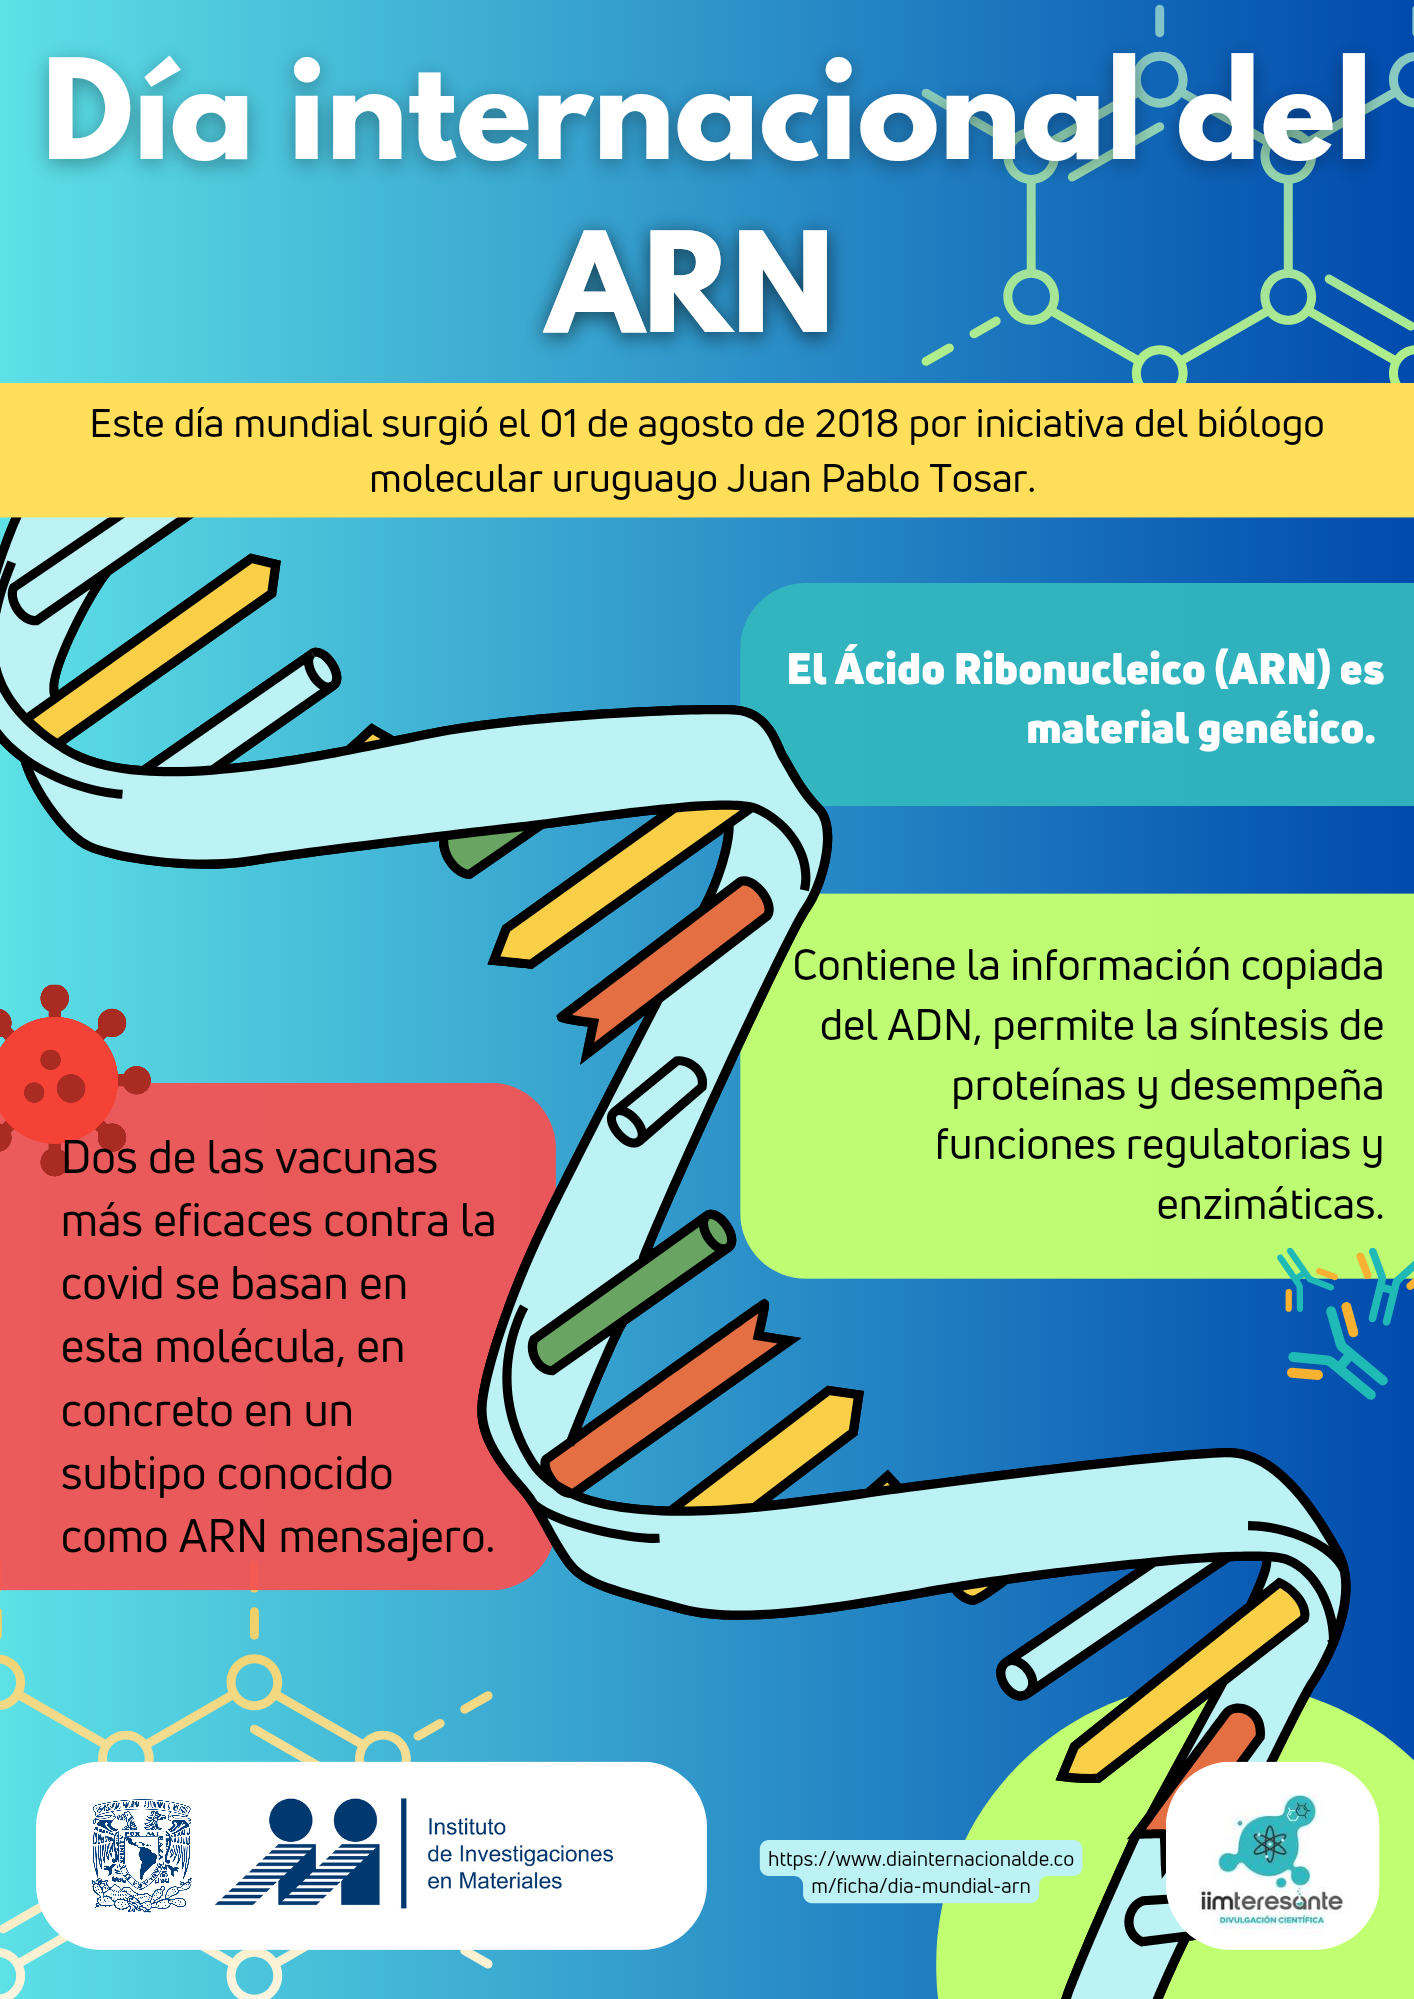 Día internacional del
ARN
Este día mundial surgió el 01 de agosto de 2018 por iniciativa del biólogo
molecular uruguayo Juan Pablo Tosar.
El Ácido Ribonucleico (ARN) es
material genético.
Contiene la información copiada
del ADN, permite la síntesis de
proteínas y desempeña
funciones regulatorias y
enzimáticas.
Dos de las vacunas
más eficaces contra la
covid se basan en
esta molécula, en
concreto en un
subtipo conocido
como ARN mensajero.
Instituto
de Investigaciones
en Materiales
https://www.diainternacionalde.co
m/ficha/dia-mundial-arn
iimteresante
DIVULGACIÓN CIENTÍFICA